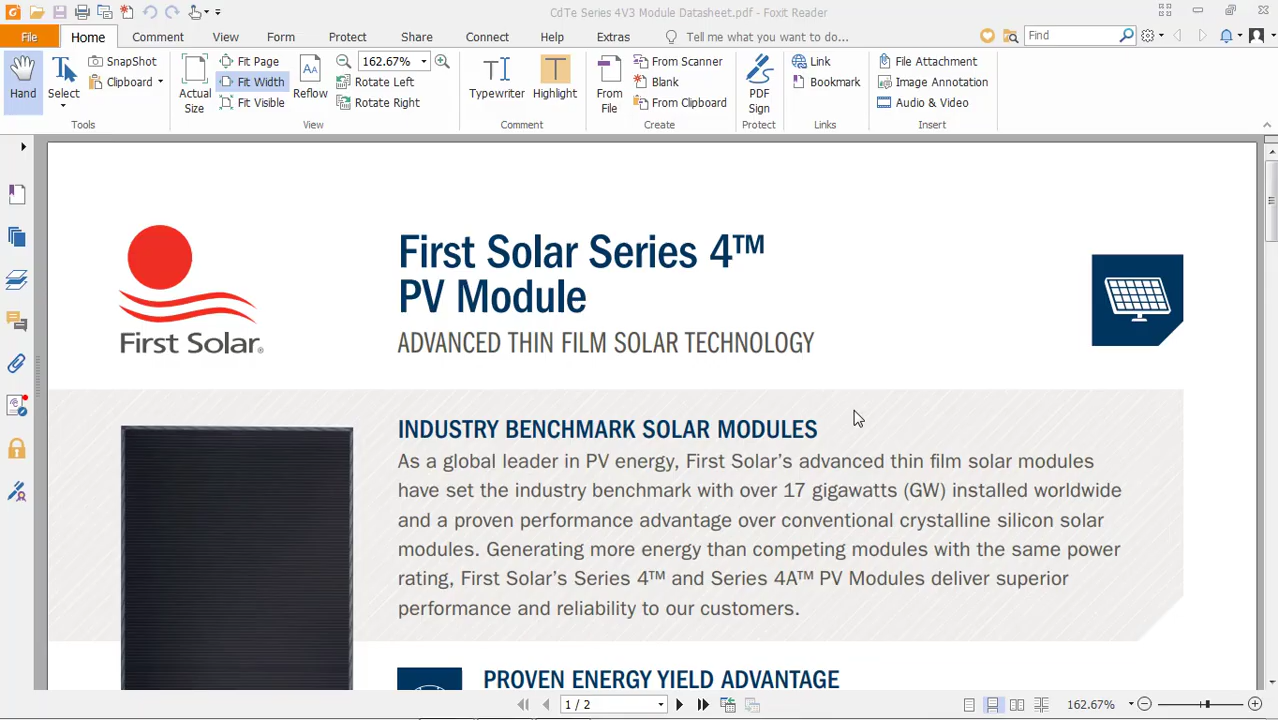 CdTe Series 4V3 Module Datasheet.pdf - Foxit Reader
File Home Comment View Form Protect Share Connect Help Extras Tell me what you want to do... Find
Hand
Select
SnapShot
Clipboard
Tools
Actual Size
Fit Page
Fit Width
Fit Visible
Reflow
162.67%
Rotate Left
Rotate Right
View
Typewriter
Highlight
Comment
From File
From Scanner
Blank
From Clipboard
Create
PDF Sign
Protect
Link
Bookmark
Links
File Attachment
Image Annotation
Audio & Video
Insert
First Solar®
First Solar Series 4™
PV Module
ADVANCED THIN FILM SOLAR TECHNOLOGY
INDUSTRY BENCHMARK SOLAR MODULES
As a global leader in PV energy, First Solar's advanced thin film solar modules
have set the industry benchmark with over 17 gigawatts (GW) installed worldwide
and a proven performance advantage over conventional crystalline silicon solar
modules. Generating more energy than competing modules with the same power
rating, First Solar's Series 4™ and Series 4A™ PV Modules deliver superior
performance and reliability to our customers.
PROVEN ENERGY YIELD ADVANTAGE
1 / 2
162.67%